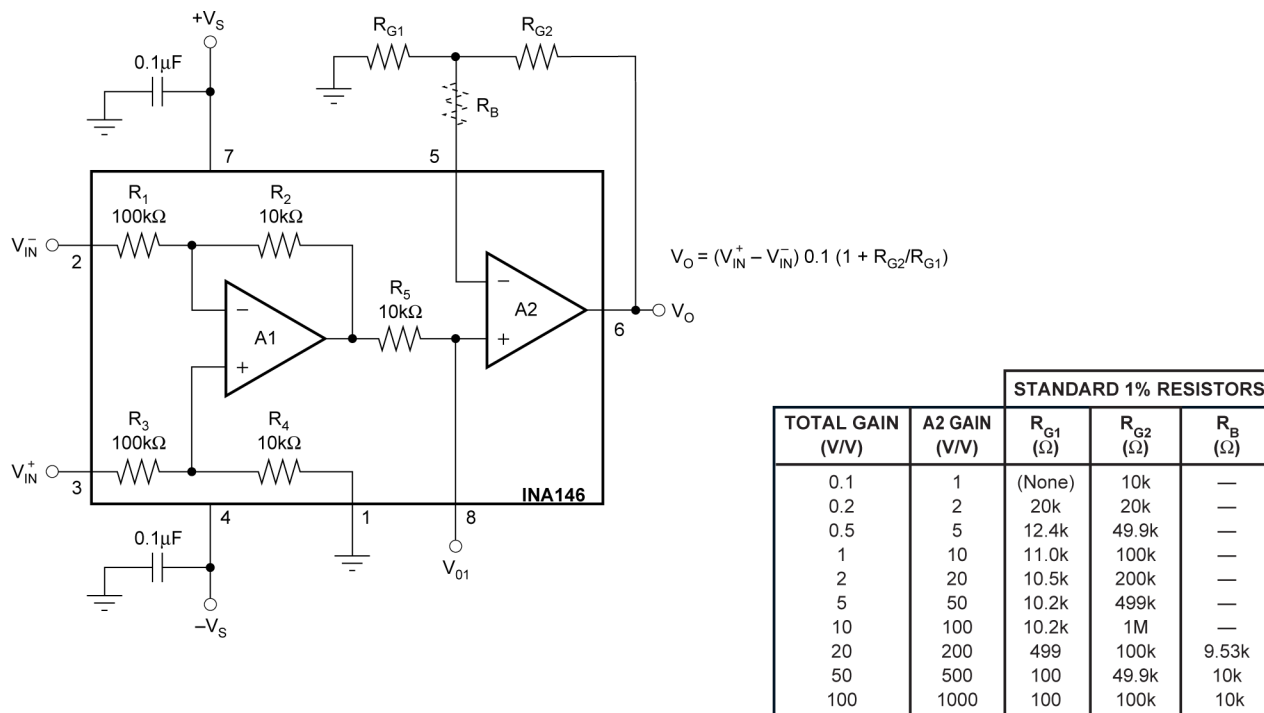 +V_S
0.1µF
R_G1
R_G2
R_B
7
5
R_1
100kΩ
R_2
10kΩ
V_IN^–
2
A1
–
+
R_5
10kΩ
A2
–
+
6
V_O
V_O = (V_IN^+ – V_IN^–) 0.1 (1 + R_G2/R_G1)
R_3
100kΩ
R_4
10kΩ
V_IN^+
3
INA146
4
1
8
0.1µF
V_01
–V_S
STANDARD 1% RESISTORS
TOTAL GAIN (V/V) A2 GAIN (V/V) R_G1 (Ω) R_G2 (Ω) R_B (Ω)
0.1 1 (None) 10k —
0.2 2 20k 20k —
0.5 5 12.4k 49.9k —
1 10 11.0k 100k —
2 20 10.5k 200k —
5 50 10.2k 499k —
10 100 10.2k 1M —
20 200 499 100k 9.53k
50 500 100 49.9k 10k
100 1000 100 100k 10k